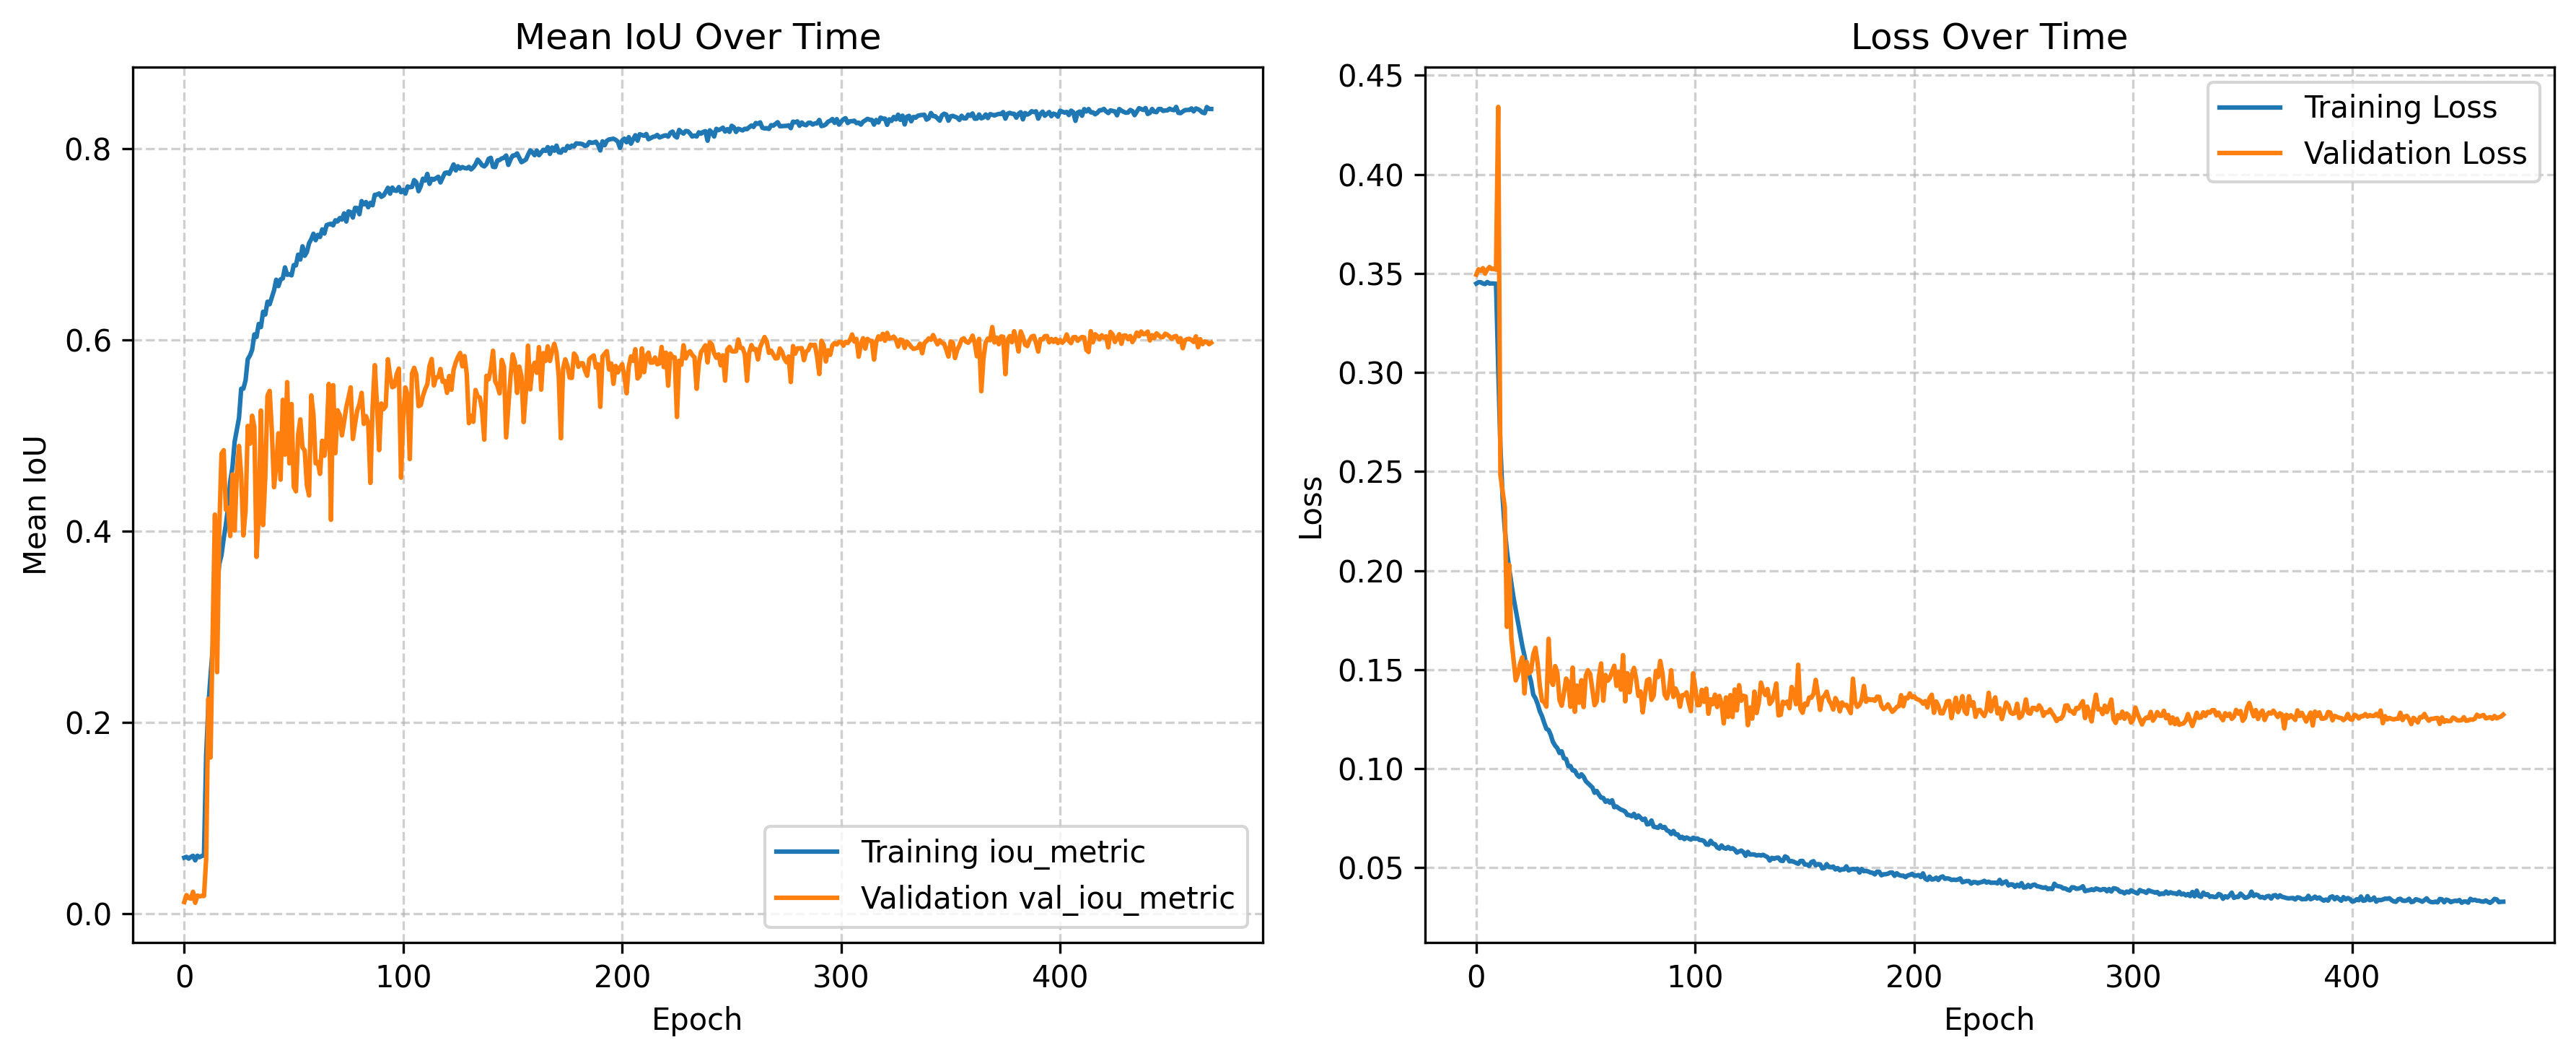 Mean IoU Over Time
Mean IoU
0.8
0.6
0.4
0.2
0.0
0
100
200
300
400
Epoch
Training iou_metric
Validation val_iou_metric
Loss Over Time
Loss
0.45
0.40
0.35
0.30
0.25
0.20
0.15
0.10
0.05
0
100
200
300
400
Epoch
Training Loss
Validation Loss